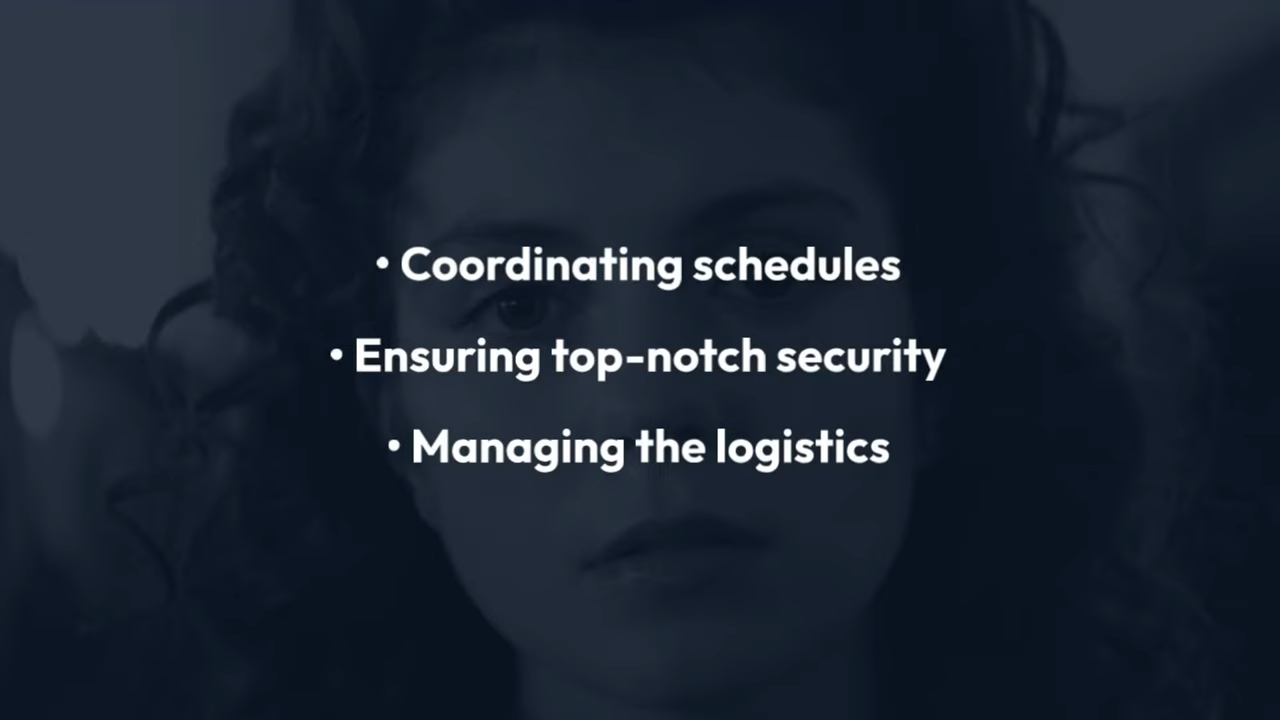 • Coordinating schedules
• Ensuring top-notch security
• Managing the logistics